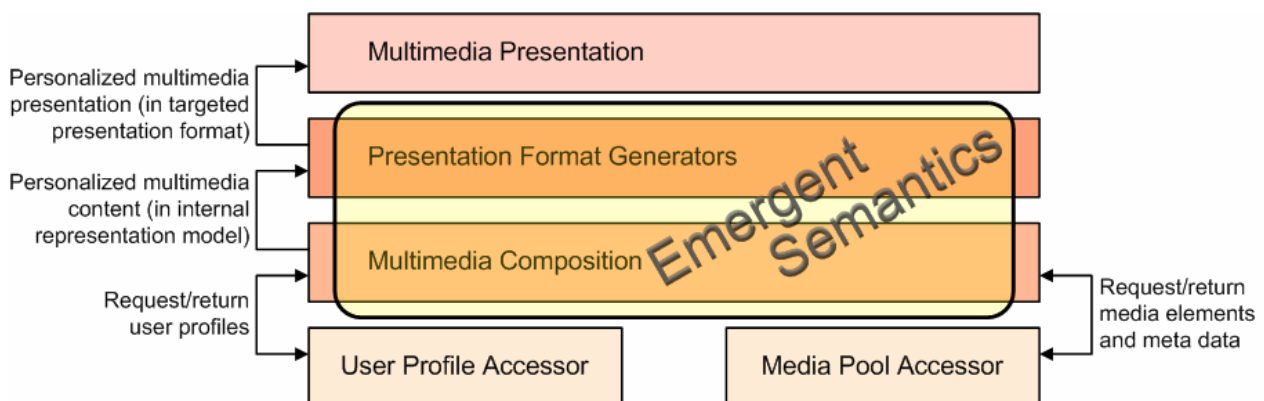 Multimedia Presentation
Personalized multimedia
presentation (in targeted
presentation format)
Presentation Format Generators
Emergent
Semantics
Personalized multimedia
content (in internal
representation model)
Multimedia Composition
Request/return
user profiles
Request/return
media elements
and meta data
User Profile Accessor
Media Pool Accessor